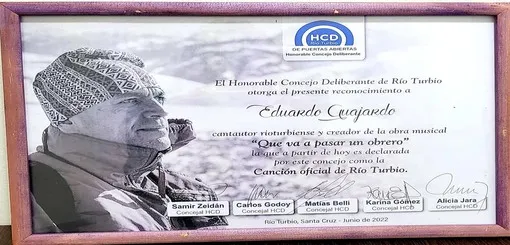 HCD
Río Turbio
DE PUERTAS ABIERTAS
Honorable Concejo Deliberante
El Honorable Concejo Deliberante de Río Turbio
otorga el presente reconocimiento a
Eduardo Guajardo
cantautor rioturbiense y creador de la obra musical
"Que va a pasar un obrero"
la que a partir de hoy es declarada
por este concejo como la
Canción oficial de Río Turbio.
Samir Zeidán Carlos Godoy Matías Belli Karina Gómez Alicia Jara
Concejal HCD Concejal HCD Concejal HCD Concejal HCD Concejal HCD
Río Turbio, Santa Cruz - Junio de 2022